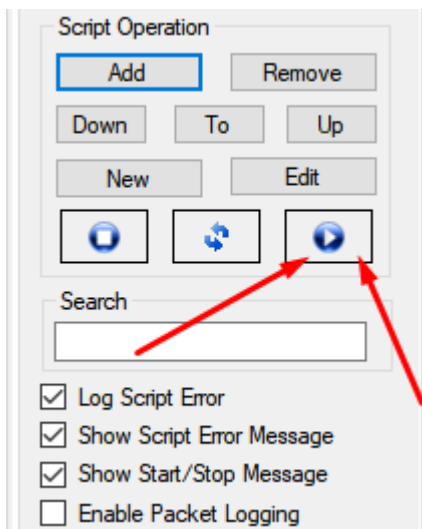 Script Operation
Add Remove
Down To Up
New Edit
Search
Log Script Error
Show Script Error Message
Show Start/Stop Message
Enable Packet Logging